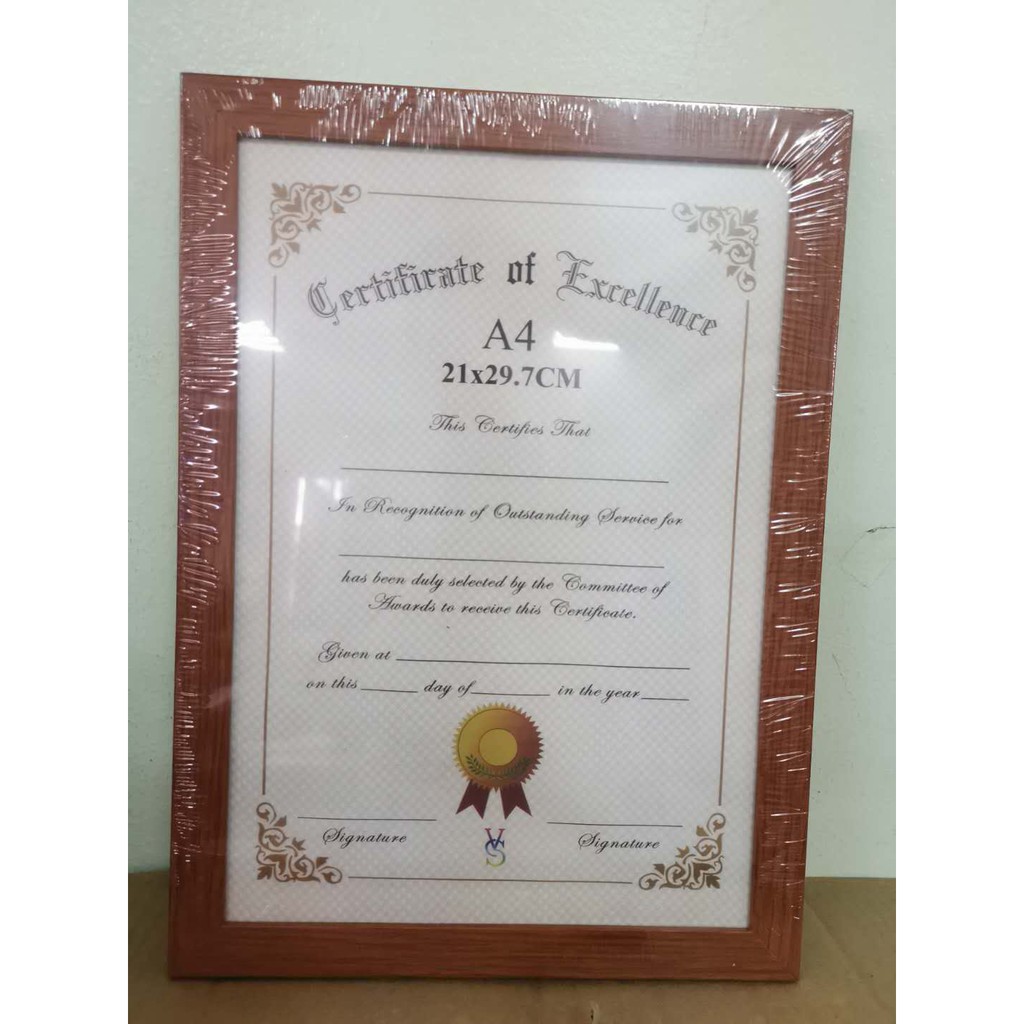 Certificate of Excellence
A4
21x29.7CM
This Certifies That
In Recognition of Outstanding Service for
has been duly selected by the Committee of
Awards to receive this Certificate.
Given at
on this day of in the year
VS
Signature Signature